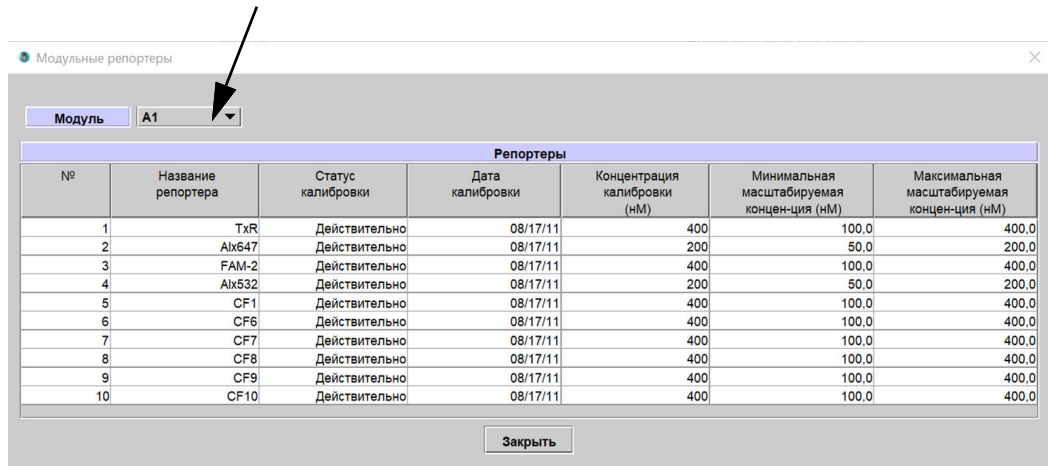 Модульные репортеры
Модуль A1
Репортеры
№ Название репортера Статус калибровки Дата калибровки Концентрация калибровки (нМ) Минимальная масштабируемая концен-ция (нМ) Максимальная масштабируемая концен-ция (нМ)
1 TxR Действительно 08/17/11 400 100,0 400,0
2 Alx647 Действительно 08/17/11 200 50,0 200,0
3 FAM-2 Действительно 08/17/11 400 100,0 400,0
4 Alx532 Действительно 08/17/11 200 50,0 200,0
5 CF1 Действительно 08/17/11 400 100,0 400,0
6 CF6 Действительно 08/17/11 400 100,0 400,0
7 CF7 Действительно 08/17/11 400 100,0 400,0
8 CF8 Действительно 08/17/11 400 100,0 400,0
9 CF9 Действительно 08/17/11 400 100,0 400,0
10 CF10 Действительно 08/17/11 400 100,0 400,0
Закрыть